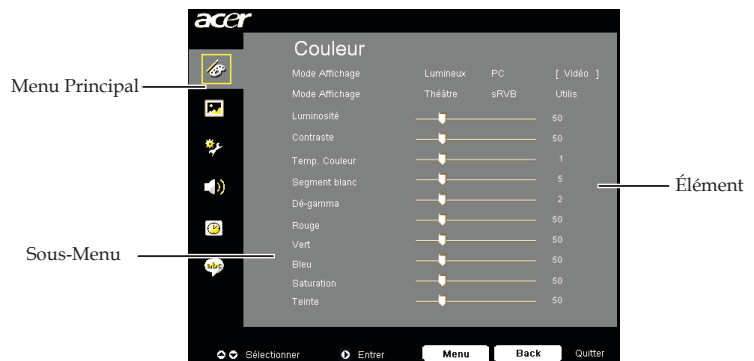 acer
Couleur
Mode Affichage Lumineux PC [ Vidéo ]
Mode Affichage Théâtre sRVB Utilis
Luminosité 50
Contraste 50
Temp. Couleur 1
Segment blanc 5
Dé-gamma 2
Rouge 50
Vert 50
Bleu 50
Saturation 50
Teinte 50
abc
Sélectionner Entrer Menu Back Quitter
Menu Principal
Sous-Menu
Élément